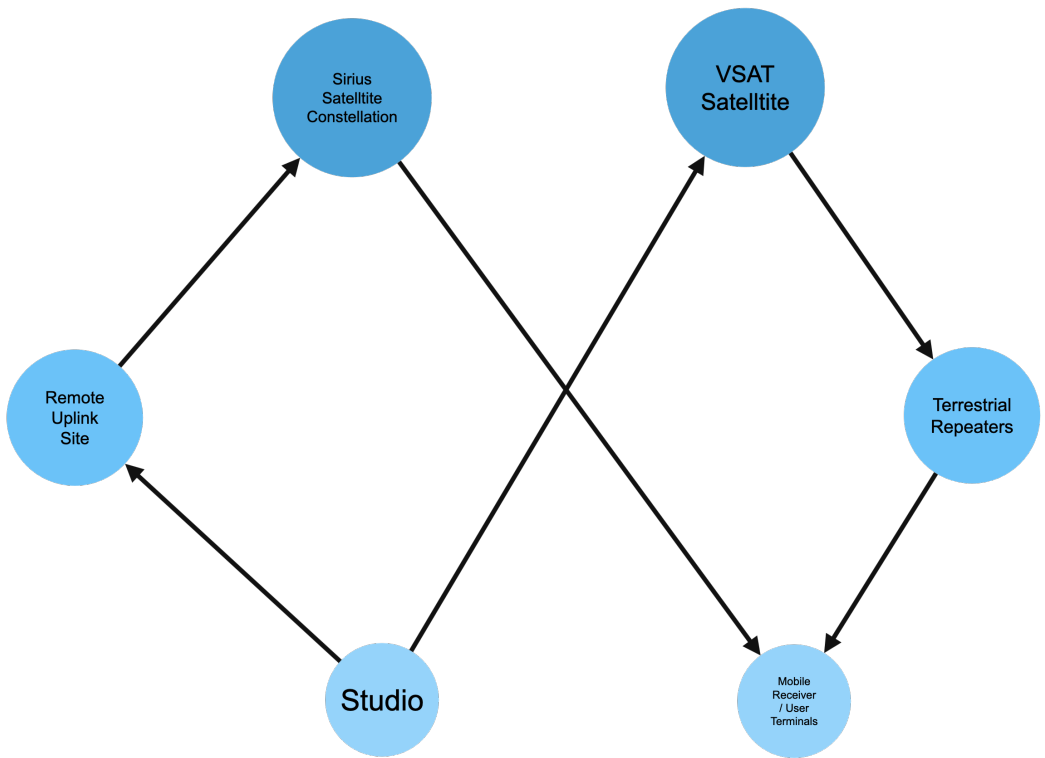 Sirius
Satelltite
Constellation
VSAT
Satelltite
Remote
Uplink
Site
Terrestrial
Repeaters
Studio
Mobile
Receiver
/ User
Terminals